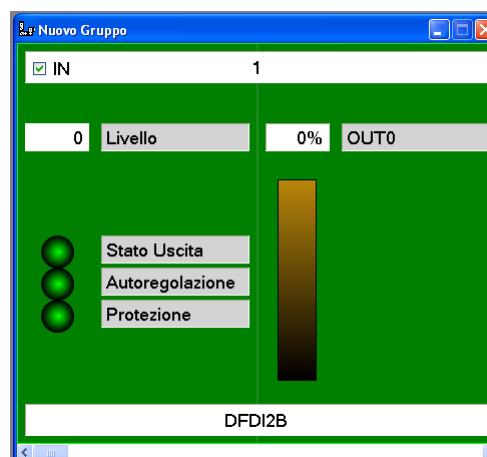 Nuovo Gruppo
IN 1
0 Livello 0% OUT0
Stato Uscita
Autoregolazione
Protezione
DFDI2B